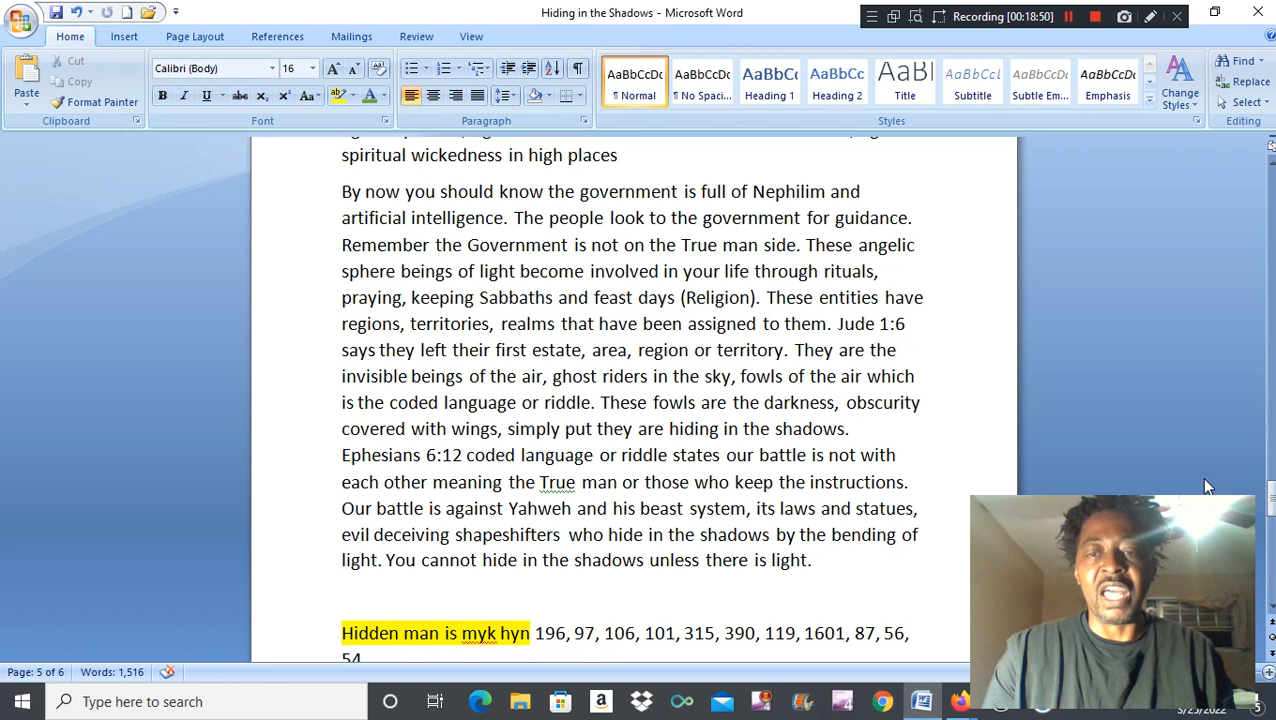 Hiding in the Shadows - Microsoft Word
Recording [00:18:50]
Home Insert Page Layout References Mailings Review View
Paste
Cut
Copy
Format Painter
Clipboard
Calibri (Body) 16
Font
Paragraph
AaBbCcDc AaBbCcDc AaBbCc AaBbCc AaBl AaBbCcDc AaBbCcDc AaBbCcDc
¶ Normal ¶ No Spaci... Heading 1 Heading 2 Title Subtitle Subtle Em... Emphasis
Change Styles
Styles
Find
Replace
Select
Editing
spiritual wickedness in high places
By now you should know the government is full of Nephilim and
artificial intelligence. The people look to the government for guidance.
Remember the Government is not on the True man side. These angelic
sphere beings of light become involved in your life through rituals,
praying, keeping Sabbaths and feast days (Religion). These entities have
regions, territories, realms that have been assigned to them. Jude 1:6
says they left their first estate, area, region or territory. They are the
invisible beings of the air, ghost riders in the sky, fowls of the air which
is the coded language or riddle. These fowls are the darkness, obscurity
covered with wings, simply put they are hiding in the shadows.
Ephesians 6:12 coded language or riddle states our battle is not with
each other meaning the True man or those who keep the instructions.
Our battle is against Yahweh and his beast system, its laws and statues,
evil deceiving shapeshifters who hide in the shadows by the bending of
light. You cannot hide in the shadows unless there is light.
Hidden man is myk hyn 196, 97, 106, 101, 315, 390, 119, 1601, 87, 56,
54
Page: 5 of 6 Words: 1,516
Type here to search